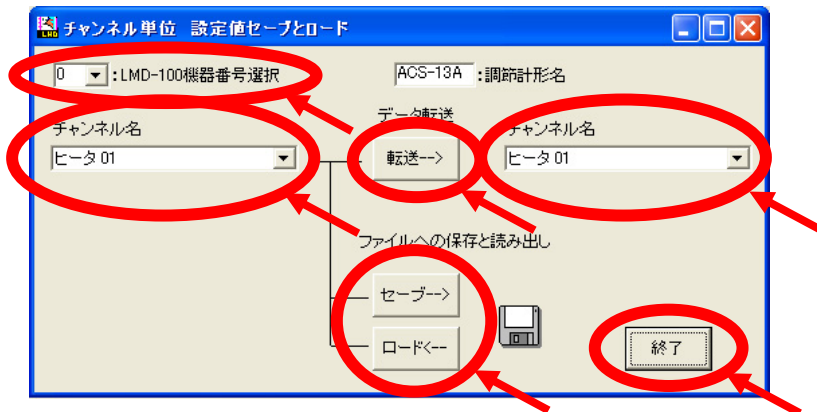 チャンネル単位 設定値セーブとロード
0 :LMD-100機器番号選択
ACS-13A :調節計形名
データ転送
チャンネル名
チャンネル名
ヒータ 01
転送-->
ヒータ 01
ファイルへの保存と読み出し
セーブ-->
ロード<--
終了